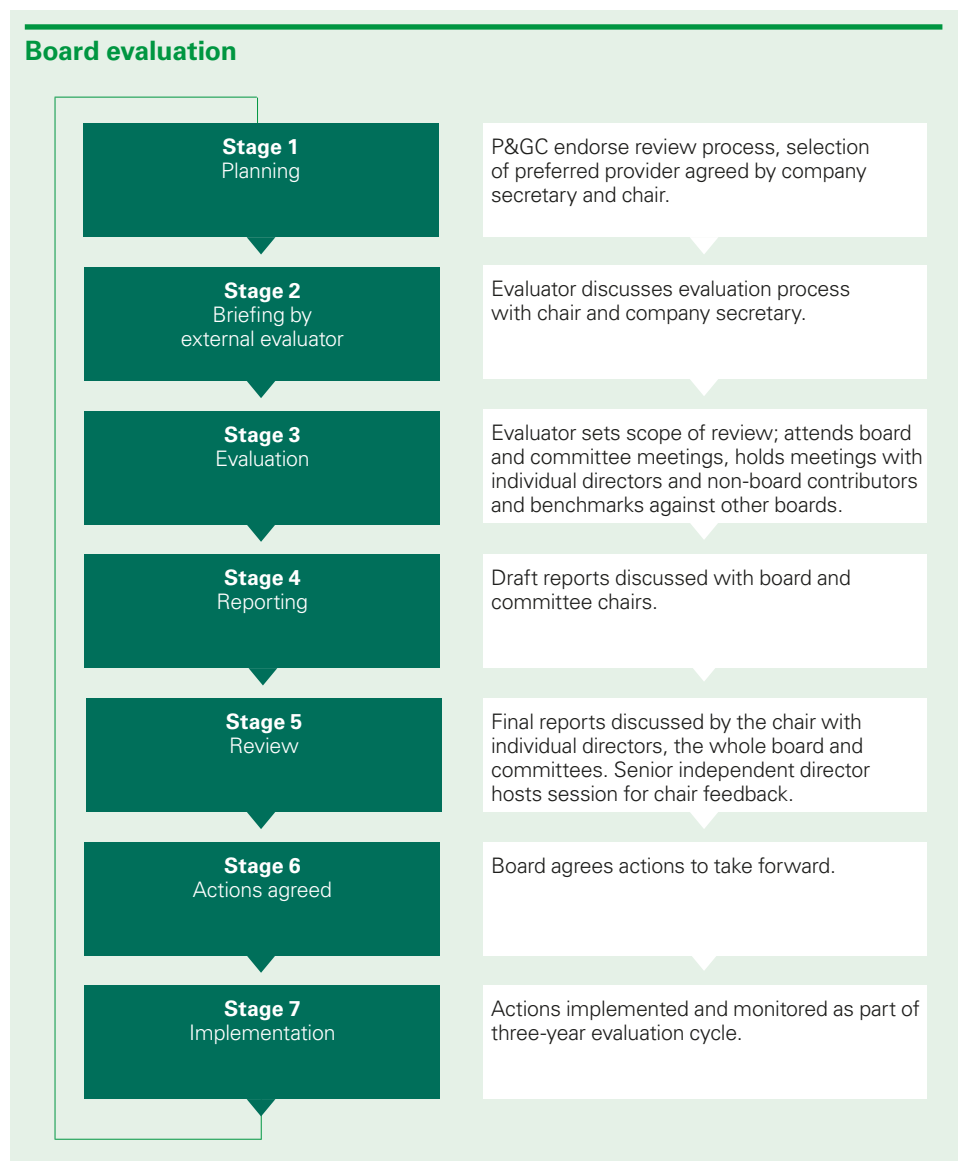 Board evaluation
Stage 1
Planning
P&GC endorse review process, selection
of preferred provider agreed by company
secretary and chair.
Stage 2
Briefing by
external evaluator
Evaluator discusses evaluation process
with chair and company secretary.
Stage 3
Evaluation
Evaluator sets scope of review; attends board
and committee meetings, holds meetings with
individual directors and non-board contributors
and benchmarks against other boards.
Stage 4
Reporting
Draft reports discussed with board and
committee chairs.
Stage 5
Review
Final reports discussed by the chair with
individual directors, the whole board and
committees. Senior independent director
hosts session for chair feedback.
Stage 6
Actions agreed
Board agrees actions to take forward.
Stage 7
Implementation
Actions implemented and monitored as part of
three-year evaluation cycle.